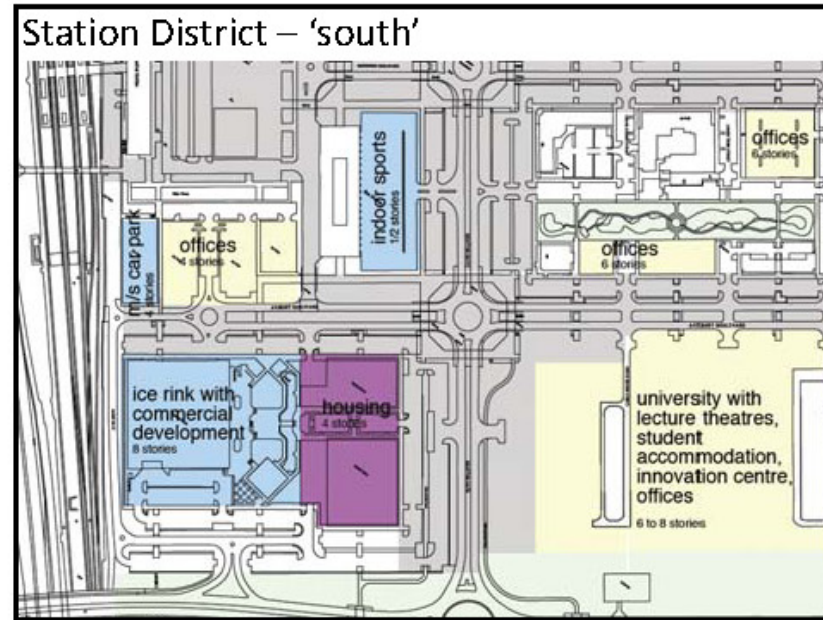 Station District – 'south'
offices
6 stories
indoor sports
1/2 stories
m/s car park
4 stories
offices
4 stories
offices
6 stories
ice rink with
commercial
development
8 stories
housing
4 stories
university with
lecture theatres,
student
accommodation,
innovation centre,
offices
6 to 8 stories